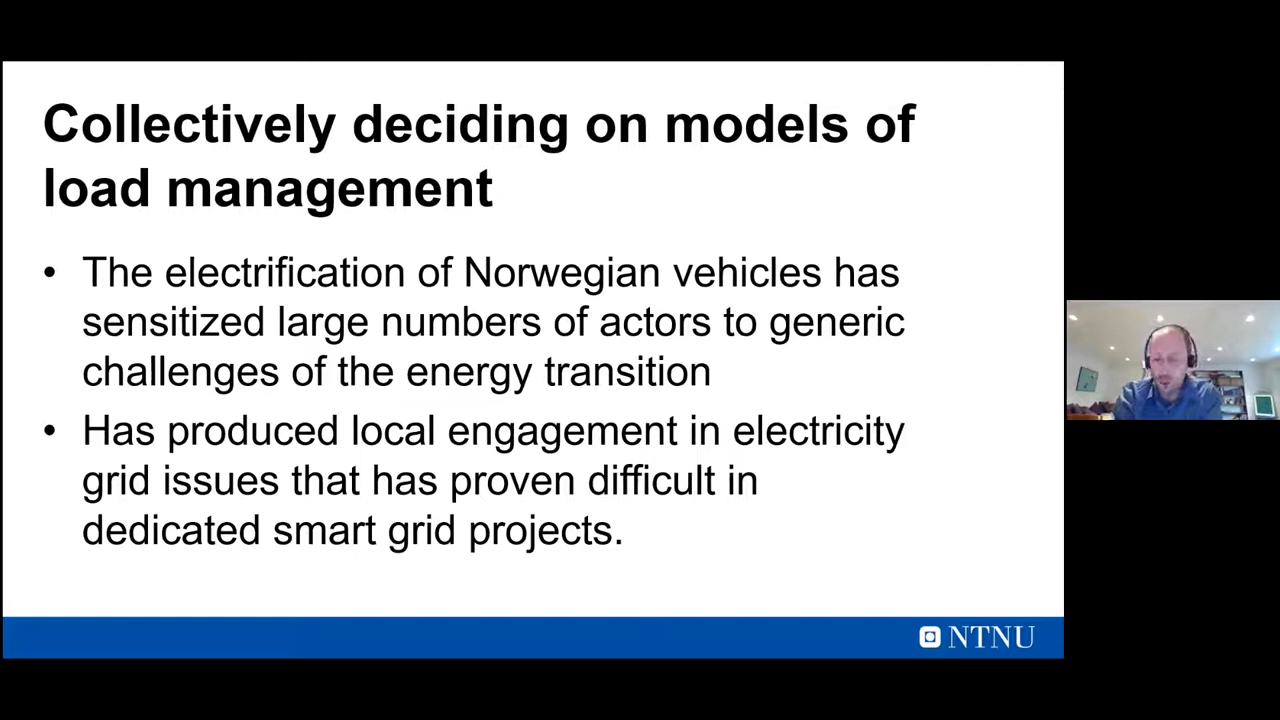 Collectively deciding on models of
load management
• The electrification of Norwegian vehicles has
sensitized large numbers of actors to generic
challenges of the energy transition
• Has produced local engagement in electricity
grid issues that has proven difficult in
dedicated smart grid projects.
NTNU